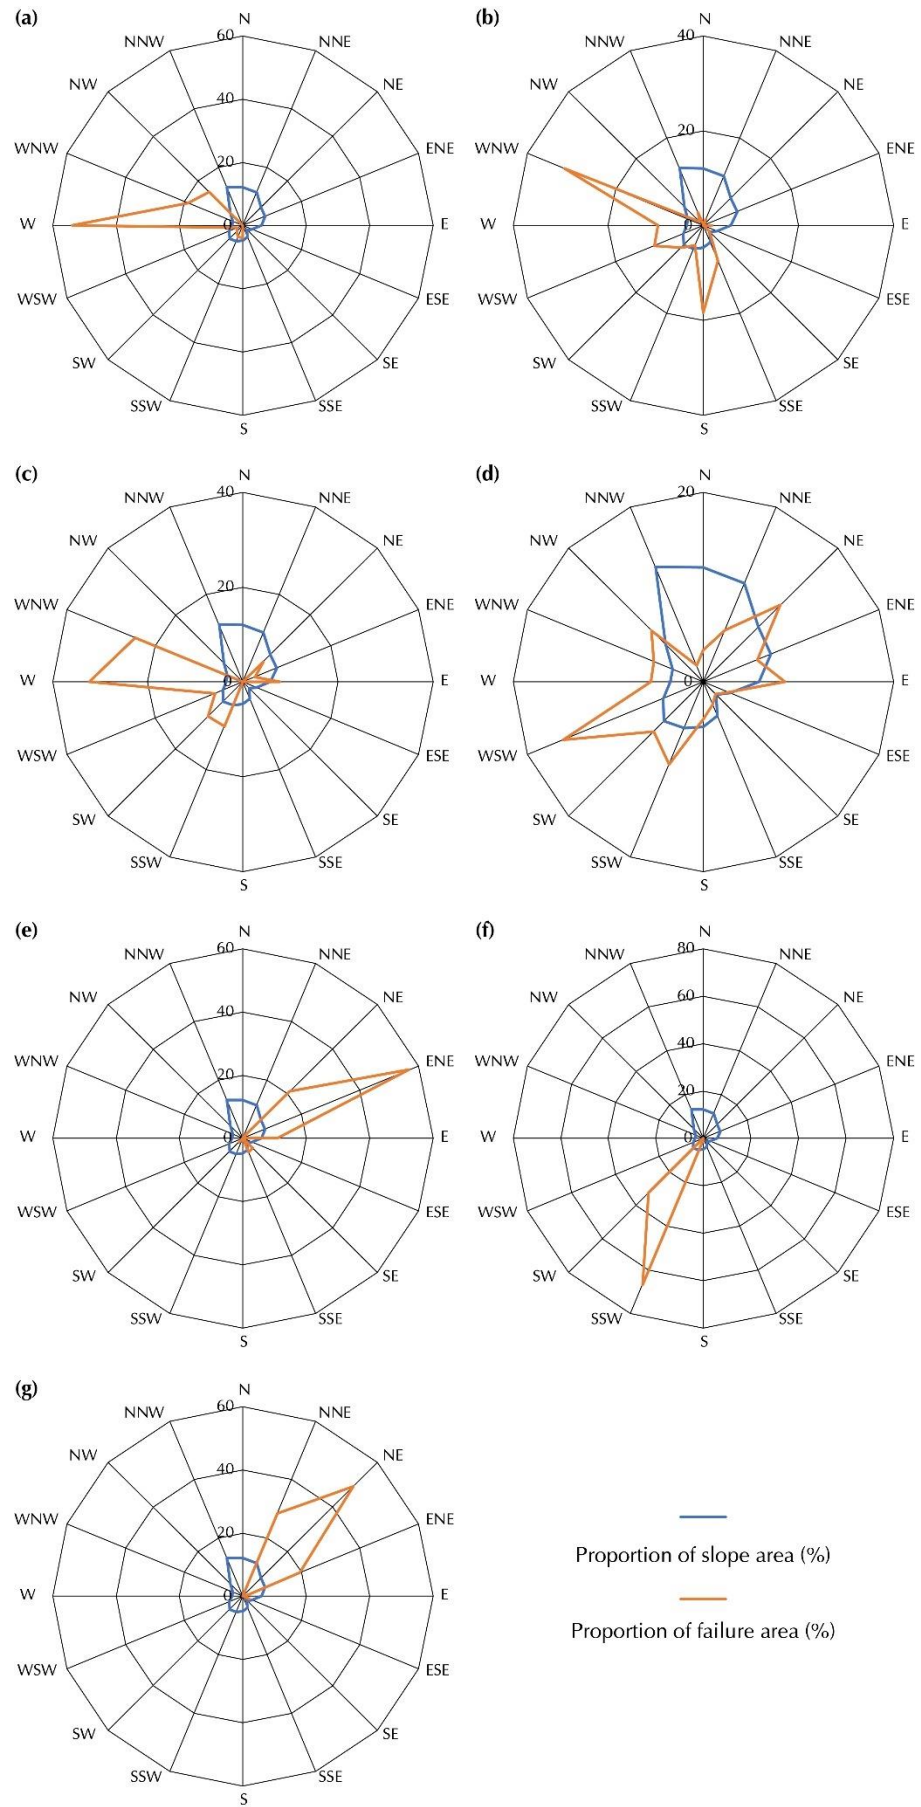 (a)
N
NNE
NE
ENE
E
ESE
SE
SSE
S
SSW
SW
WSW
W
WNW
NW
NNW
60
40
20
0
(b)
N
NNE
NE
ENE
E
ESE
SE
SSE
S
SSW
SW
WSW
W
WNW
NW
NNW
40
20
0
(c)
N
NNE
NE
ENE
E
ESE
SE
SSE
S
SSW
SW
WSW
W
WNW
NW
NNW
40
20
0
(d)
N
NNE
NE
ENE
E
ESE
SE
SSE
S
SSW
SW
WSW
W
WNW
NW
NNW
20
0
(e)
N
NNE
NE
ENE
E
ESE
SE
SSE
S
SSW
SW
WSW
W
WNW
NW
NNW
60
40
20
0
(f)
N
NNE
NE
ENE
E
ESE
SE
SSE
S
SSW
SW
WSW
W
WNW
NW
NNW
80
60
40
20
0
(g)
N
NNE
NE
ENE
E
ESE
SE
SSE
S
SSW
SW
WSW
W
WNW
NW
NNW
60
40
20
0
Proportion of slope area (%)
Proportion of failure area (%)